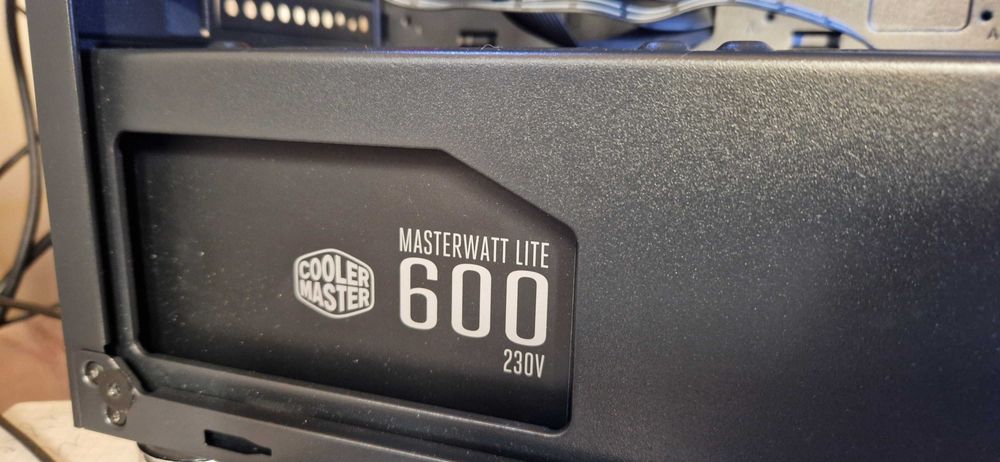 COOLER
MASTER
MASTERWATT LITE
600
230V